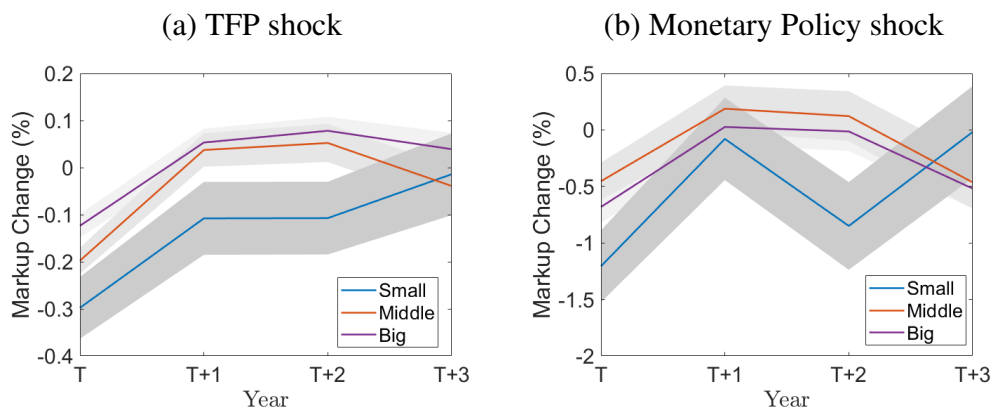 (a) TFP shock
0.2
0.1
0
-0.1
-0.2
-0.3
-0.4
Markup Change (%)
T
T+1
T+2
T+3
Year
Small
Middle
Big
(b) Monetary Policy shock
0.5
0
-0.5
-1
-1.5
-2
Markup Change (%)
T
T+1
T+2
T+3
Year
Small
Middle
Big